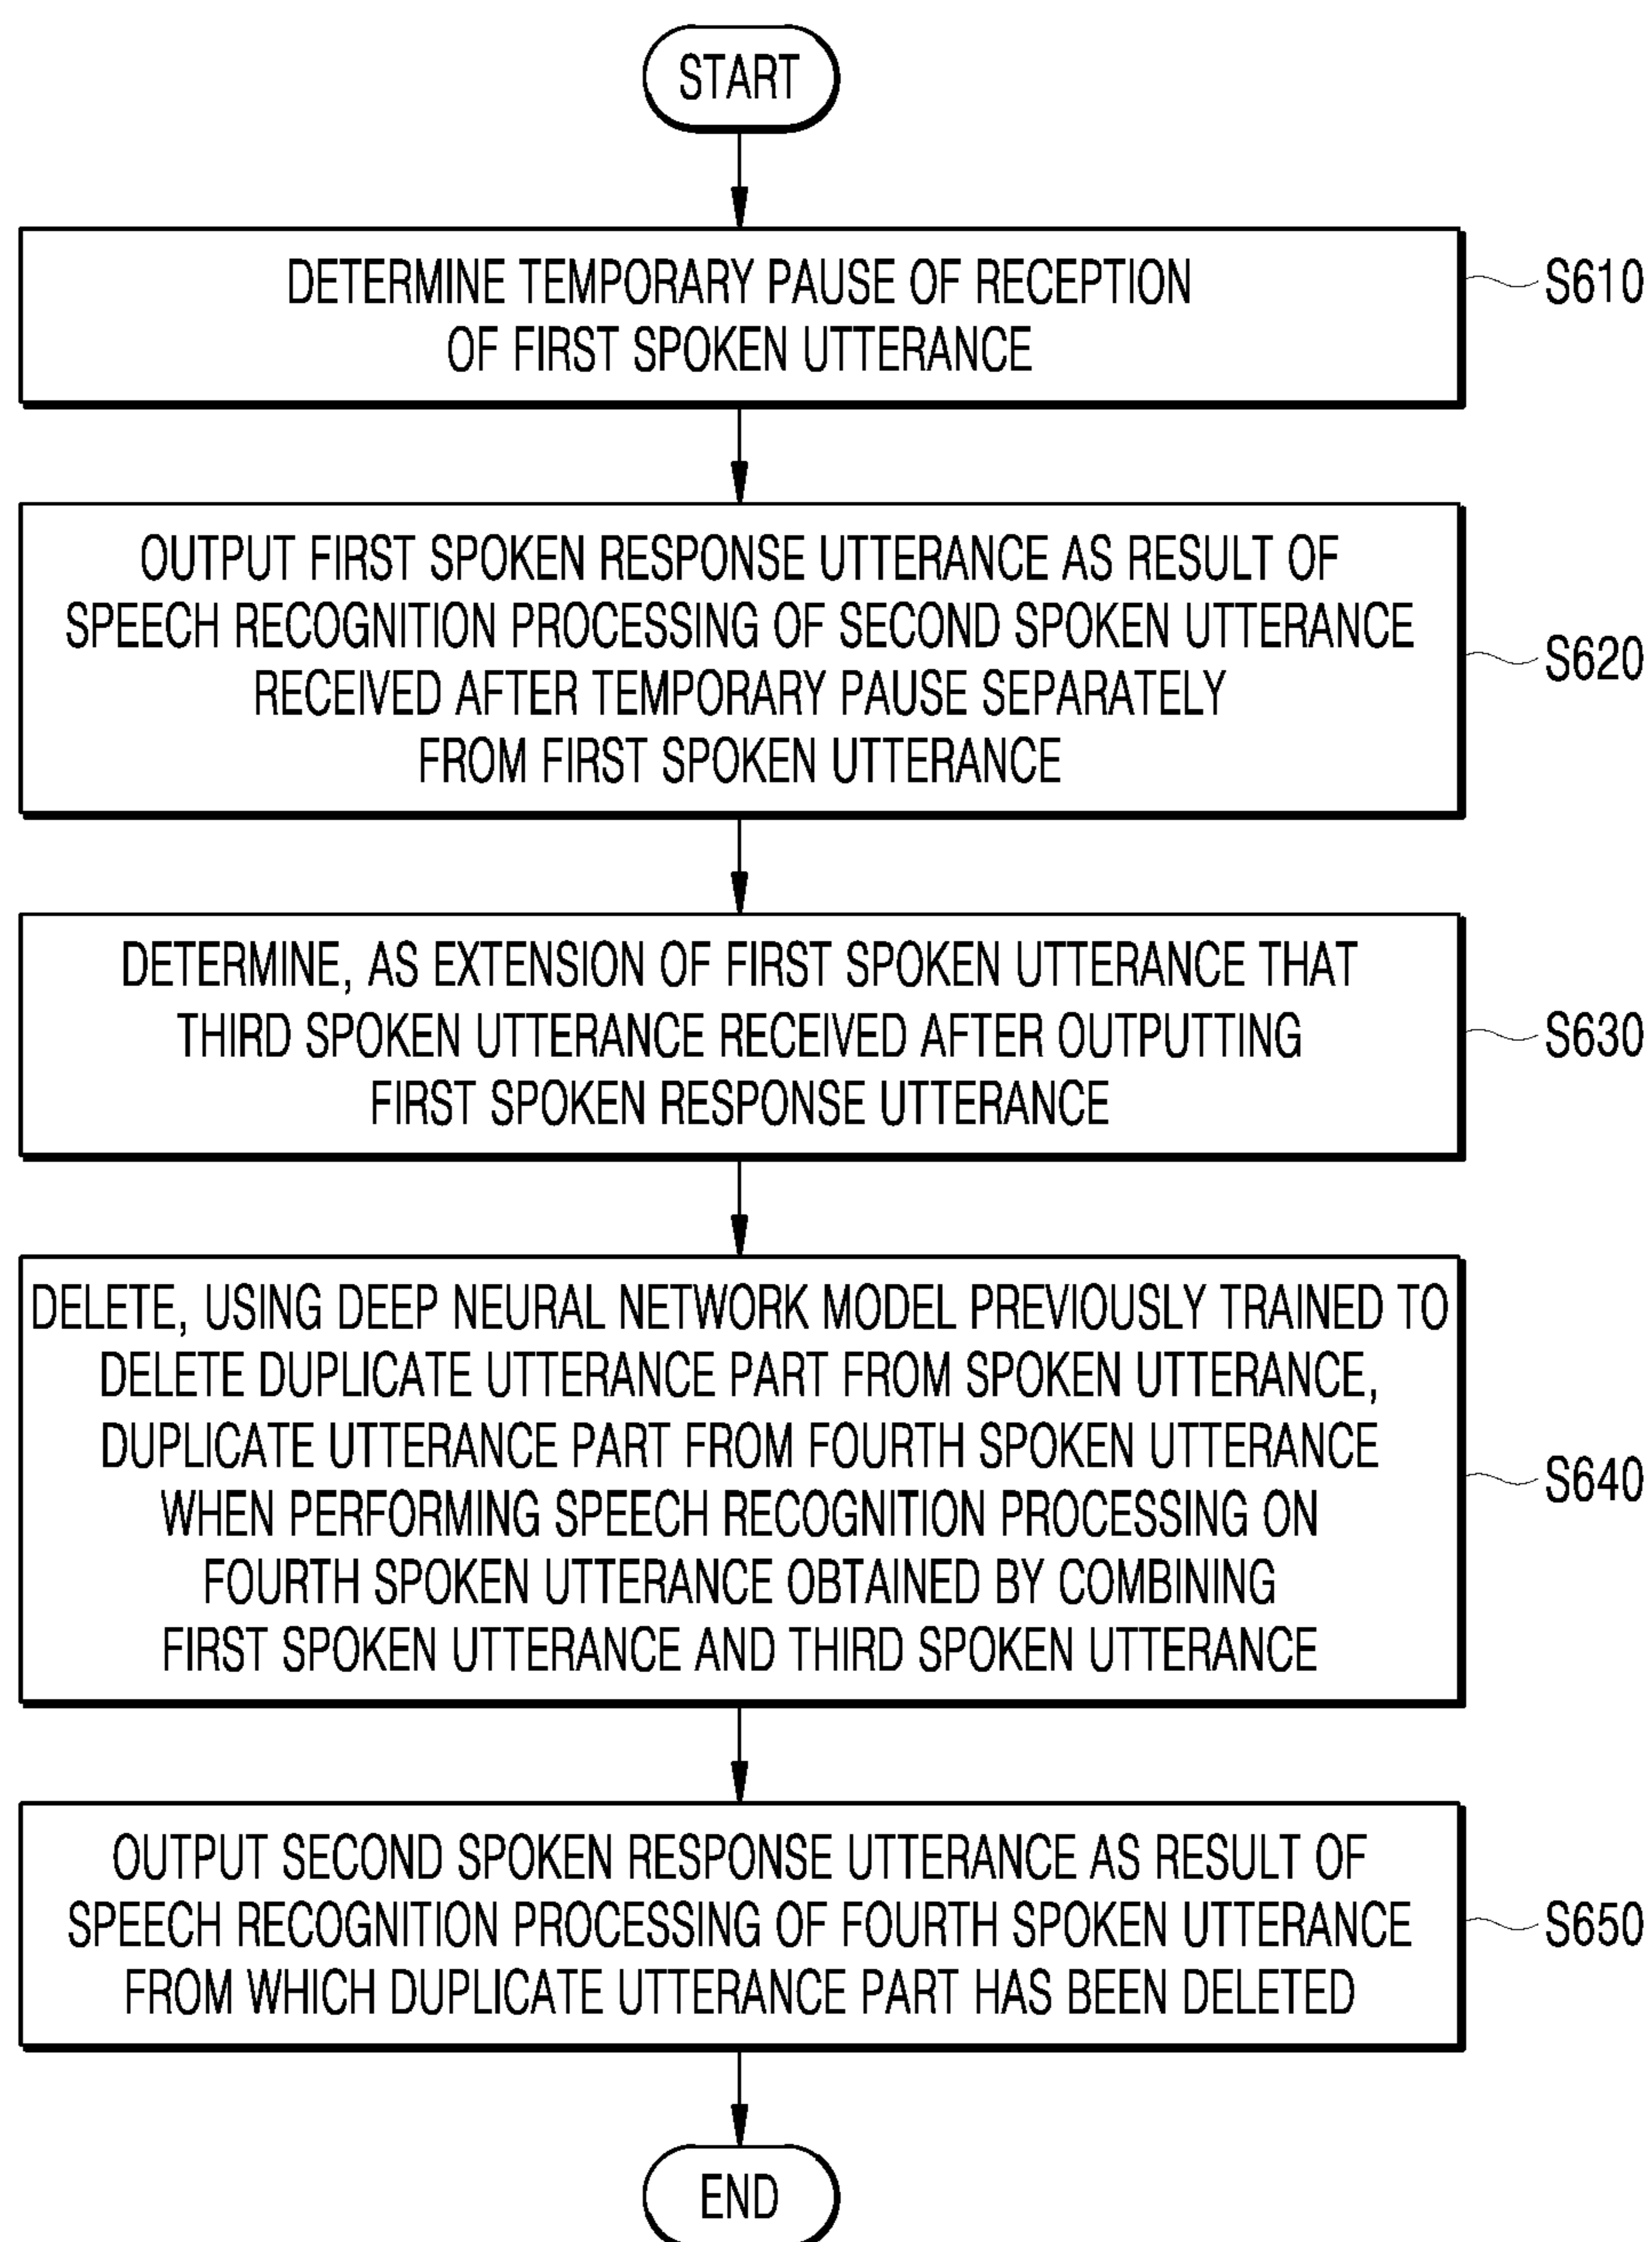 START
DETERMINE TEMPORARY PAUSE OF RECEPTION
OF FIRST SPOKEN UTTERANCE
S610
OUTPUT FIRST SPOKEN RESPONSE UTTERANCE AS RESULT OF
SPEECH RECOGNITION PROCESSING OF SECOND SPOKEN UTTERANCE
RECEIVED AFTER TEMPORARY PAUSE SEPARATELY
FROM FIRST SPOKEN UTTERANCE
S620
DETERMINE, AS EXTENSION OF FIRST SPOKEN UTTERANCE THAT
THIRD SPOKEN UTTERANCE RECEIVED AFTER OUTPUTTING
FIRST SPOKEN RESPONSE UTTERANCE
S630
DELETE, USING DEEP NEURAL NETWORK MODEL PREVIOUSLY TRAINED TO
DELETE DUPLICATE UTTERANCE PART FROM SPOKEN UTTERANCE,
DUPLICATE UTTERANCE PART FROM FOURTH SPOKEN UTTERANCE
WHEN PERFORMING SPEECH RECOGNITION PROCESSING ON
FOURTH SPOKEN UTTERANCE OBTAINED BY COMBINING
FIRST SPOKEN UTTERANCE AND THIRD SPOKEN UTTERANCE
S640
OUTPUT SECOND SPOKEN RESPONSE UTTERANCE AS RESULT OF
SPEECH RECOGNITION PROCESSING OF FOURTH SPOKEN UTTERANCE
FROM WHICH DUPLICATE UTTERANCE PART HAS BEEN DELETED
S650
END